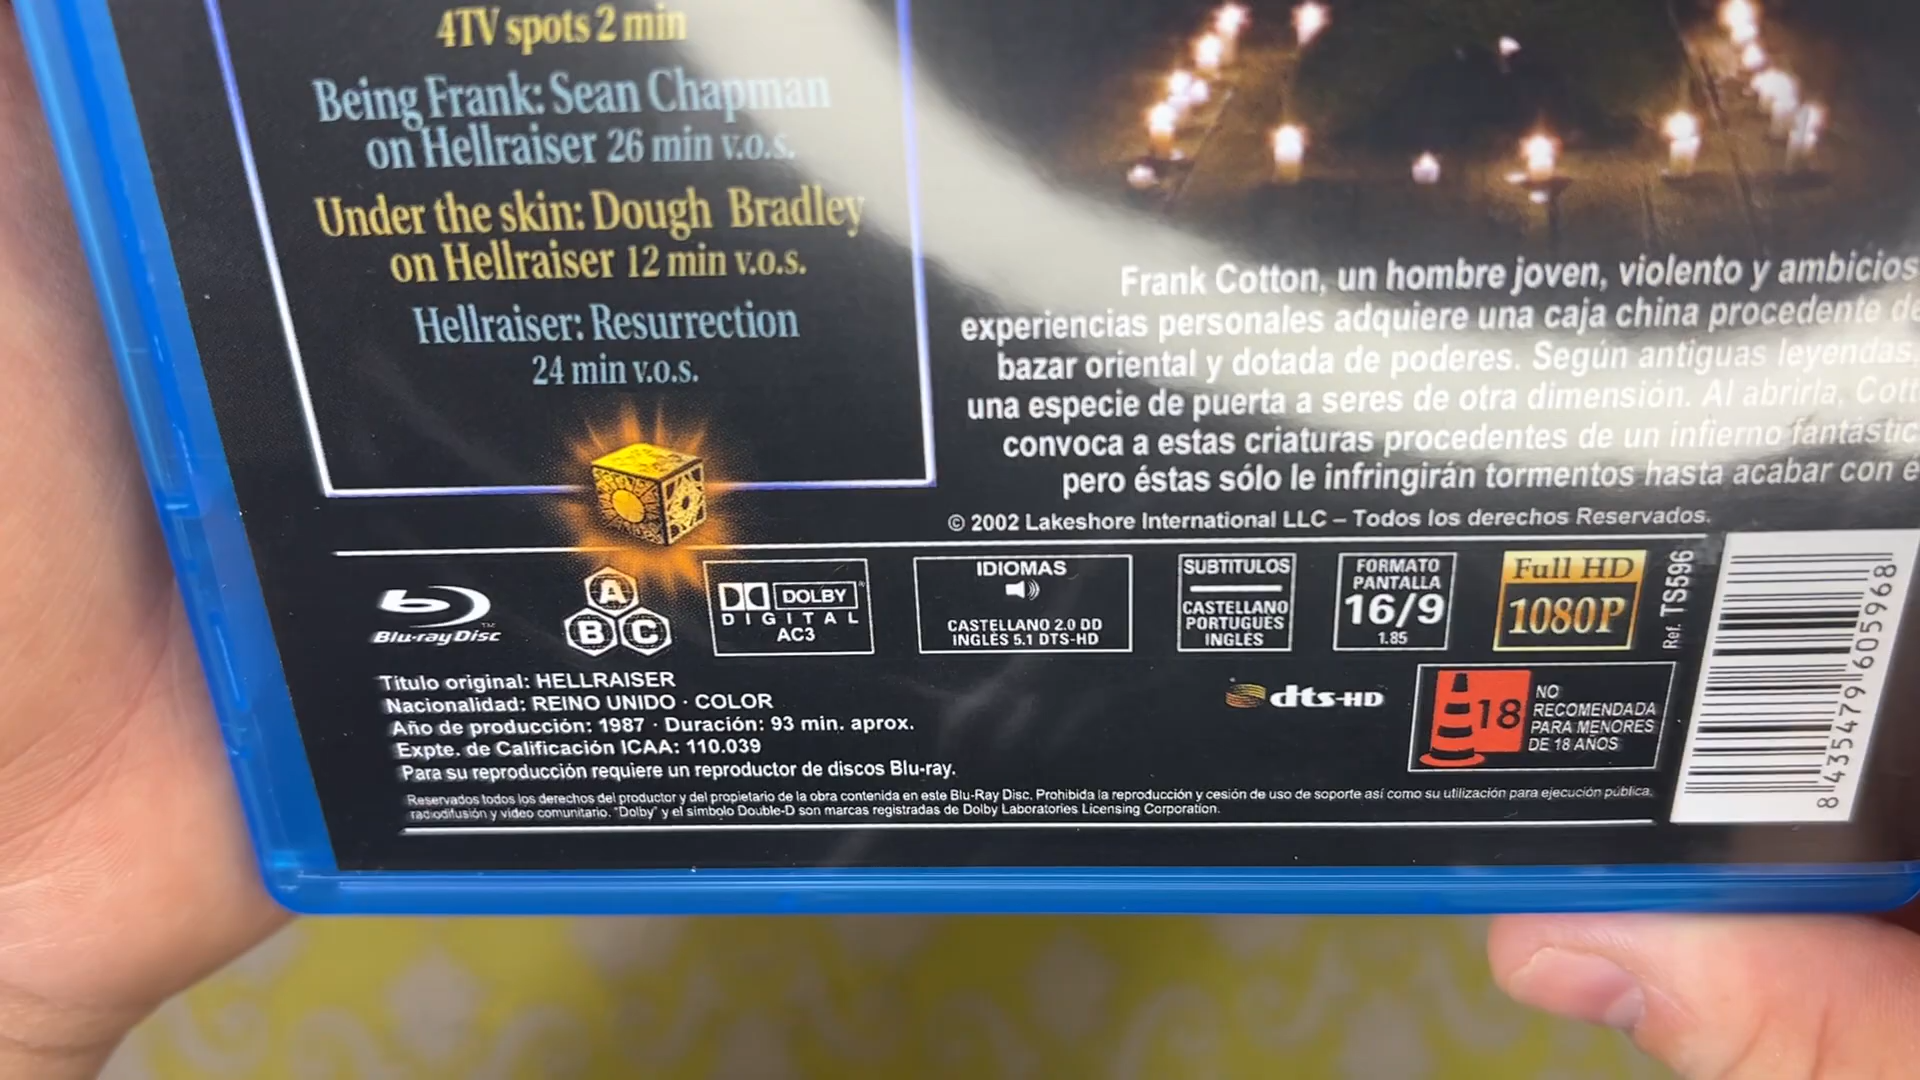 4TV spots 2 min
Being Frank: Sean Chapman
on Hellraiser 26 min v.o.s.
Under the skin: Dough Bradley
on Hellraiser 12 min v.o.s.
Hellraiser: Resurrection
24 min v.o.s.
Frank Cotton, un hombre joven, violento y
experiencias personales adquiere una caja china procedente
bazar oriental y dotada de poderes. Según antiguas leyendas,
una especie de puerta a seres de otra dimensión. Al abrirla,
convoca a estas criaturas procedentes de un infierno
pero éstas sólo le infringirán tormentos hasta acabar con
© 2002 Lakeshore International LLC – Todos los derechos Reservados.
Blu-ray Disc™
A
B C
DOLBY
DIGITAL
AC3
IDIOMAS
CASTELLANO 2.0 DD
INGLÉS 5.1 DTS-HD
SUBTITULOS
CASTELLANO
PORTUGUES
INGLES
FORMATO
PANTALLA
16/9
1.85
Full HD
1080P
Ref. TS596
8 435479 605968
Título original: HELLRAISER
Nacionalidad: REINO UNIDO · COLOR
Año de producción: 1987 · Duración: 93 min. aprox.
Expte. de Calificación ICAA: 110.039
Para su reproducción requiere un reproductor de discos Blu-ray.
dts-HD
18
NO
RECOMENDADA
PARA MENORES
DE 18 AÑOS
Reservados todos los derechos del productor y del propietario de la obra contenida en este Blu-Ray Disc. Prohibida la reproducción y cesión de uso de soporte así como su utilización para ejecución pública,
radiodifusión y video comunitario. "Dolby" y el símbolo Double-D son marcas registradas de Dolby Laboratories Licensing Corporation.